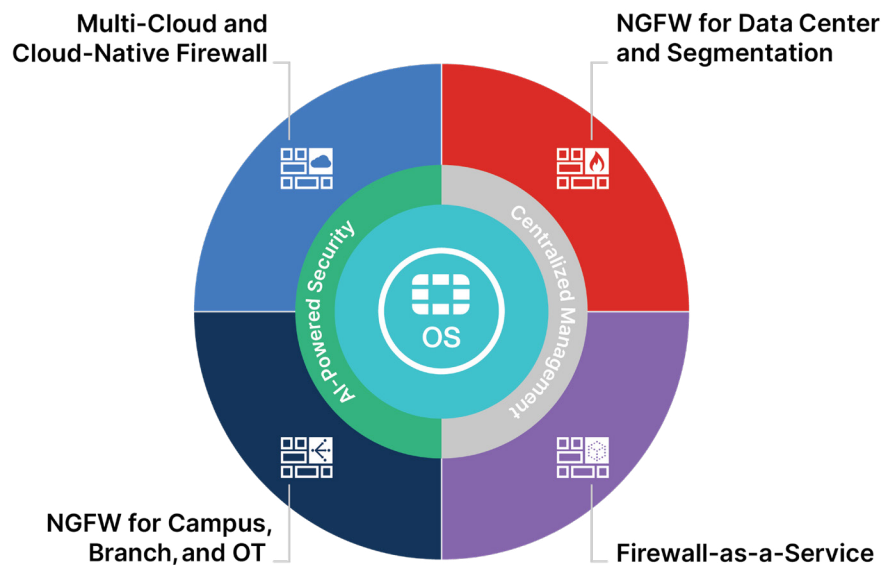 Multi-Cloud and
Cloud-Native Firewall
NGFW for Data Center
and Segmentation
AI-Powered Security
Centralized Management
OS
NGFW for Campus,
Branch, and OT
Firewall-as-a-Service